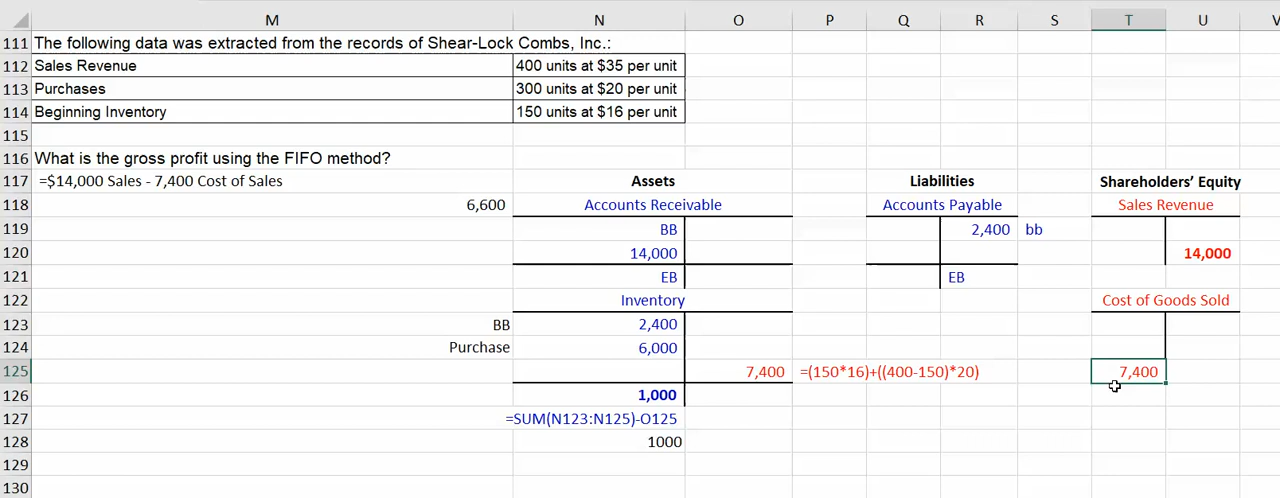 M N O P Q R S T U V
111 The following data was extracted from the records of Shear-Lock Combs, Inc.:
112 Sales Revenue 400 units at $35 per unit
113 Purchases 300 units at $20 per unit
114 Beginning Inventory 150 units at $16 per unit
115
116 What is the gross profit using the FIFO method?
117 =$14,000 Sales - 7,400 Cost of Sales Assets Liabilities Shareholders’ Equity
118 6,600 Accounts Receivable Accounts Payable Sales Revenue
119 BB 2,400 bb
120 14,000 14,000
121 EB EB
122 Inventory Cost of Goods Sold
123 BB 2,400
124 Purchase 6,000
125 7,400 =(150*16)+((400-150)*20) 7,400
126 1,000
127 =SUM(N123:N125)-O125
128 1000
129
130